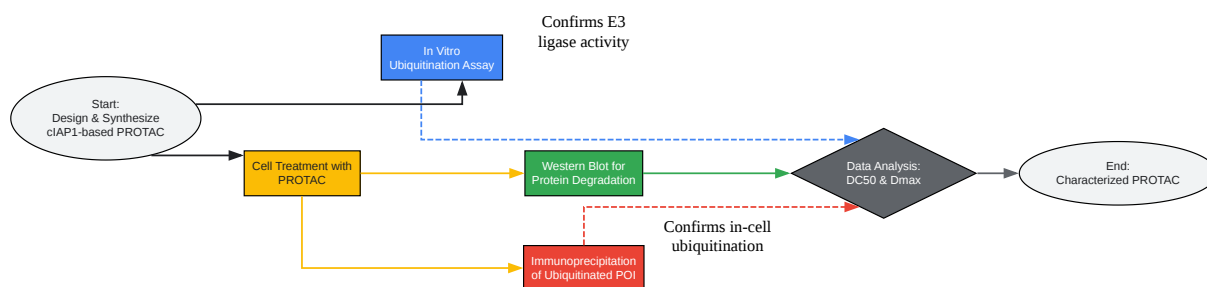 Confirms E3
ligase activity
In Vitro
Ubiquitination Assay
Start:
Design & Synthesize
cIAP1-based PROTAC
Cell Treatment with
PROTAC
Western Blot for
Protein Degradation
Data Analysis:
DC50 & Dmax
End:
Characterized PROTAC
Confirms in-cell
ubiquitination
Immunoprecipitation
of Ubiquitinated POI